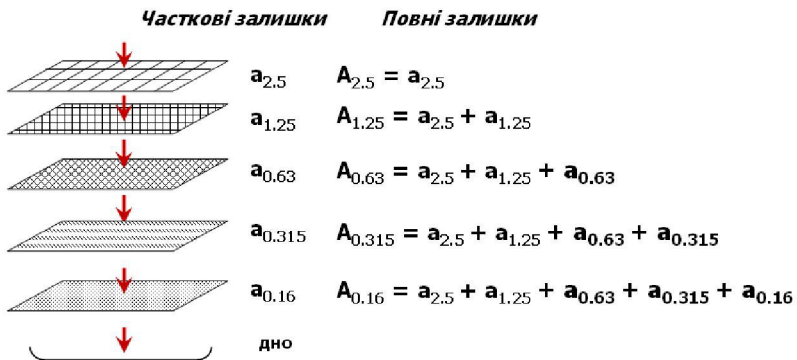 Часткові залишки Повні залишки
a2.5 A2.5 = a2.5
a1.25 A1.25 = a2.5 + a1.25
a0.63 A0.63 = a2.5 + a1.25 + a0.63
a0.315 A0.315 = a2.5 + a1.25 + a0.63 + a0.315
a0.16 A0.16 = a2.5 + a1.25 + a0.63 + a0.315 + a0.16
дно